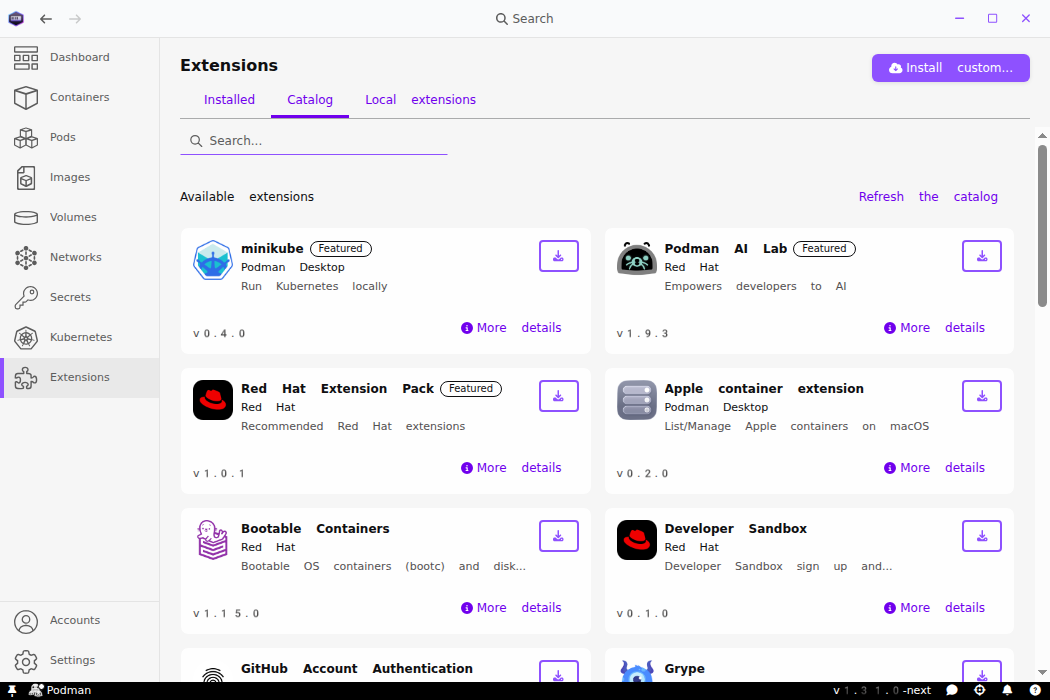 Search
Dashboard
Containers
Pods
Images
Volumes
Networks
Secrets
Kubernetes
Extensions
Accounts
Settings
Extensions
Install custom...
Installed Catalog Local extensions
Search...
Available extensions
Refresh the catalog
minikube Featured
Podman Desktop
Run Kubernetes locally
v0.4.0
More details
Podman AI Lab Featured
Red Hat
Empowers developers to AI
v1.9.3
More details
Red Hat Extension Pack Featured
Red Hat
Recommended Red Hat extensions
v1.0.1
More details
Apple container extension
Podman Desktop
List/Manage Apple containers on macOS
v0.2.0
More details
Bootable Containers
Red Hat
Bootable OS containers (bootc) and disk...
v1.15.0
More details
Developer Sandbox
Red Hat
Developer Sandbox sign up and...
v0.1.0
More details
GitHub Account Authentication
Grype
Podman
v1.31.0-next